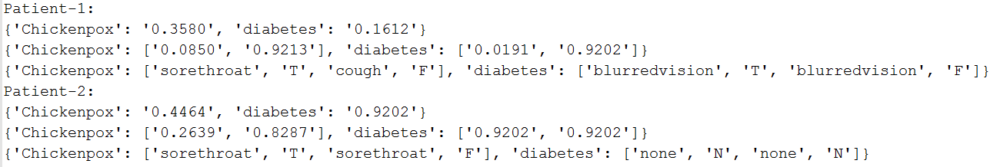 Patient-1:
{'Chickenpox': '0.3580', 'diabetes': '0.1612'}
{'Chickenpox': ['0.0850', '0.9213'], 'diabetes': ['0.0191', '0.9202']}
{'Chickenpox': ['sorethroat', 'T', 'cough', 'F'], 'diabetes': ['blurredvision', 'T', 'blurredvision', 'F']}
Patient-2:
{'Chickenpox': '0.4464', 'diabetes': '0.9202'}
{'Chickenpox': ['0.2639', '0.8287'], 'diabetes': ['0.9202', '0.9202']}
{'Chickenpox': ['sorethroat', 'T', 'sorethroat', 'F'], 'diabetes': ['none', 'N', 'none', 'N']}